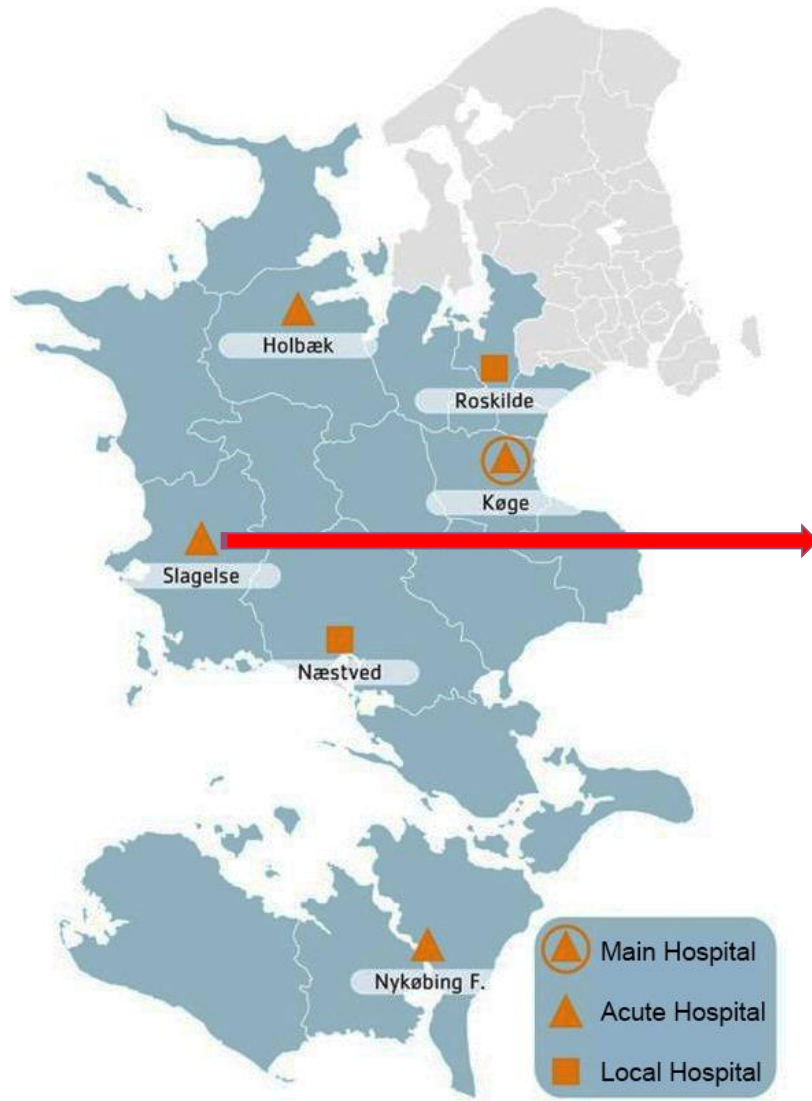 Holbæk
Roskilde
Køge
Slagelse
Næstved
Nykøbing F.
Main Hospital
Acute Hospital
Local Hospital